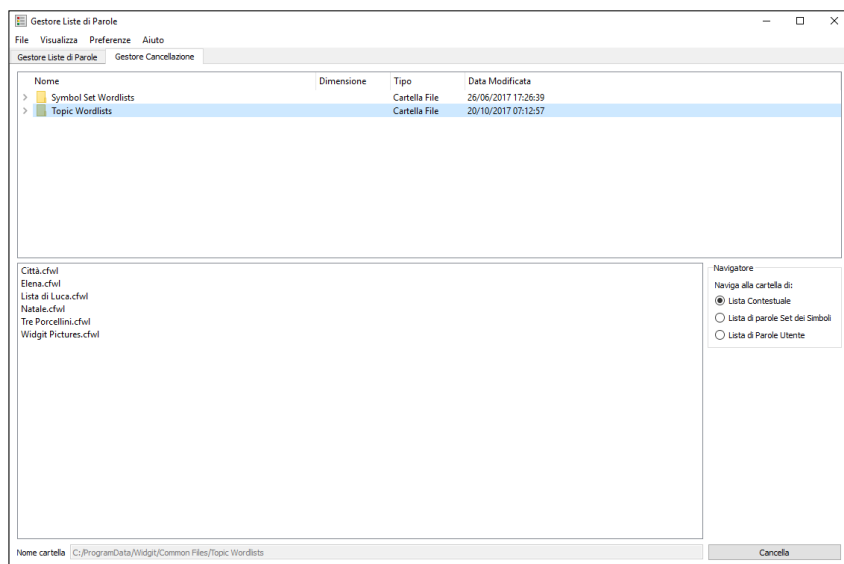 Gestore Liste di Parole
File Visualizza Preferenze Aiuto
Gestore Liste di Parole Gestore Cancellazione
Nome Dimensione Tipo Data Modificata
Symbol Set Wordlists Cartella File 26/06/2017 17:26:39
Topic Wordlists Cartella File 20/10/2017 07:12:57
Città.cfwl
Elena.cfwl
Lista di Luca.cfwl
Natale.cfwl
Tre Porcellini.cfwl
Widgit Pictures.cfwl
Navigatore
Naviga alla cartella di:
Lista Contestuale
Lista di parole Set dei Simboli
Lista di Parole Utente
Nome cartella C:/ProgramData/Widgit/Common Files/Topic Wordlists
Cancella